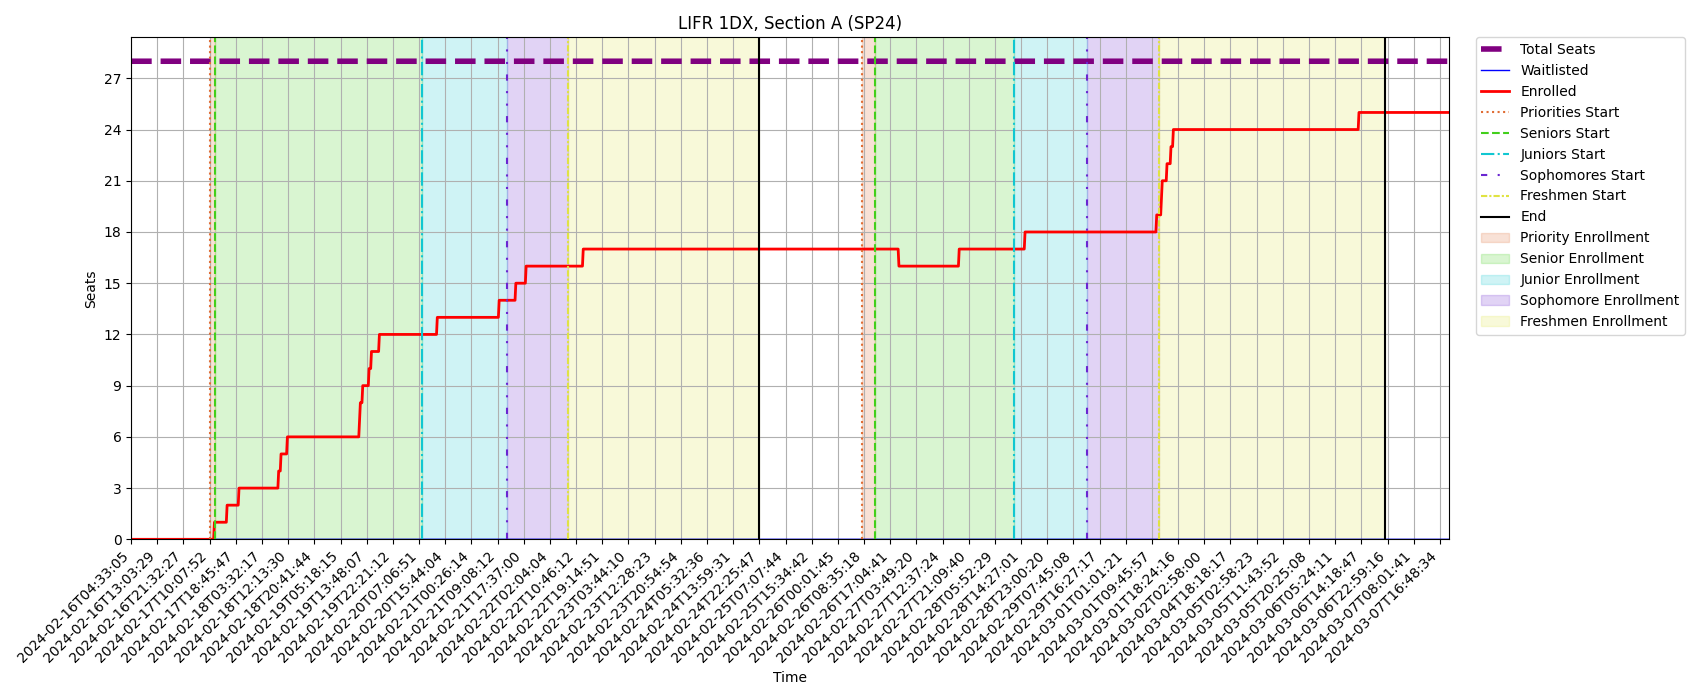 LIFR 1DX, Section A (SP24)
Total Seats
Waitlisted
Enrolled
Priorities Start
Seniors Start
Juniors Start
Sophomores Start
Freshmen Start
End
Priority Enrollment
Senior Enrollment
Junior Enrollment
Sophomore Enrollment
Freshmen Enrollment
Seats
27
24
21
18
15
12
9
6
3
0
2024-02-16T04:33:05
2024-02-16T13:03:29
2024-02-16T21:32:27
2024-02-17T10:07:52
2024-02-17T18:45:47
2024-02-18T03:32:17
2024-02-18T12:13:30
2024-02-18T20:41:44
2024-02-19T05:18:15
2024-02-19T13:48:07
2024-02-19T22:21:12
2024-02-20T07:06:51
2024-02-20T15:44:04
2024-02-21T00:26:14
2024-02-21T09:08:12
2024-02-21T17:37:00
2024-02-22T02:04:04
2024-02-22T10:46:12
2024-02-22T19:14:51
2024-02-23T03:44:10
2024-02-23T12:28:23
2024-02-23T20:54:54
2024-02-24T05:32:36
2024-02-24T13:59:31
2024-02-24T22:25:47
2024-02-25T07:07:44
2024-02-25T15:34:42
2024-02-26T00:01:45
2024-02-26T08:35:18
2024-02-26T17:04:41
2024-02-27T03:49:20
2024-02-27T12:37:24
2024-02-27T21:09:40
2024-02-28T05:52:29
2024-02-28T14:27:01
2024-02-28T23:00:20
2024-02-29T07:45:08
2024-02-29T16:27:17
2024-03-01T01:01:21
2024-03-01T09:45:57
2024-03-01T18:24:16
2024-03-02T02:58:00
2024-03-04T18:18:17
2024-03-05T02:58:23
2024-03-05T11:43:52
2024-03-05T20:25:08
2024-03-06T05:24:11
2024-03-06T14:18:47
2024-03-06T22:59:16
2024-03-07T08:01:41
2024-03-07T16:48:34
Time